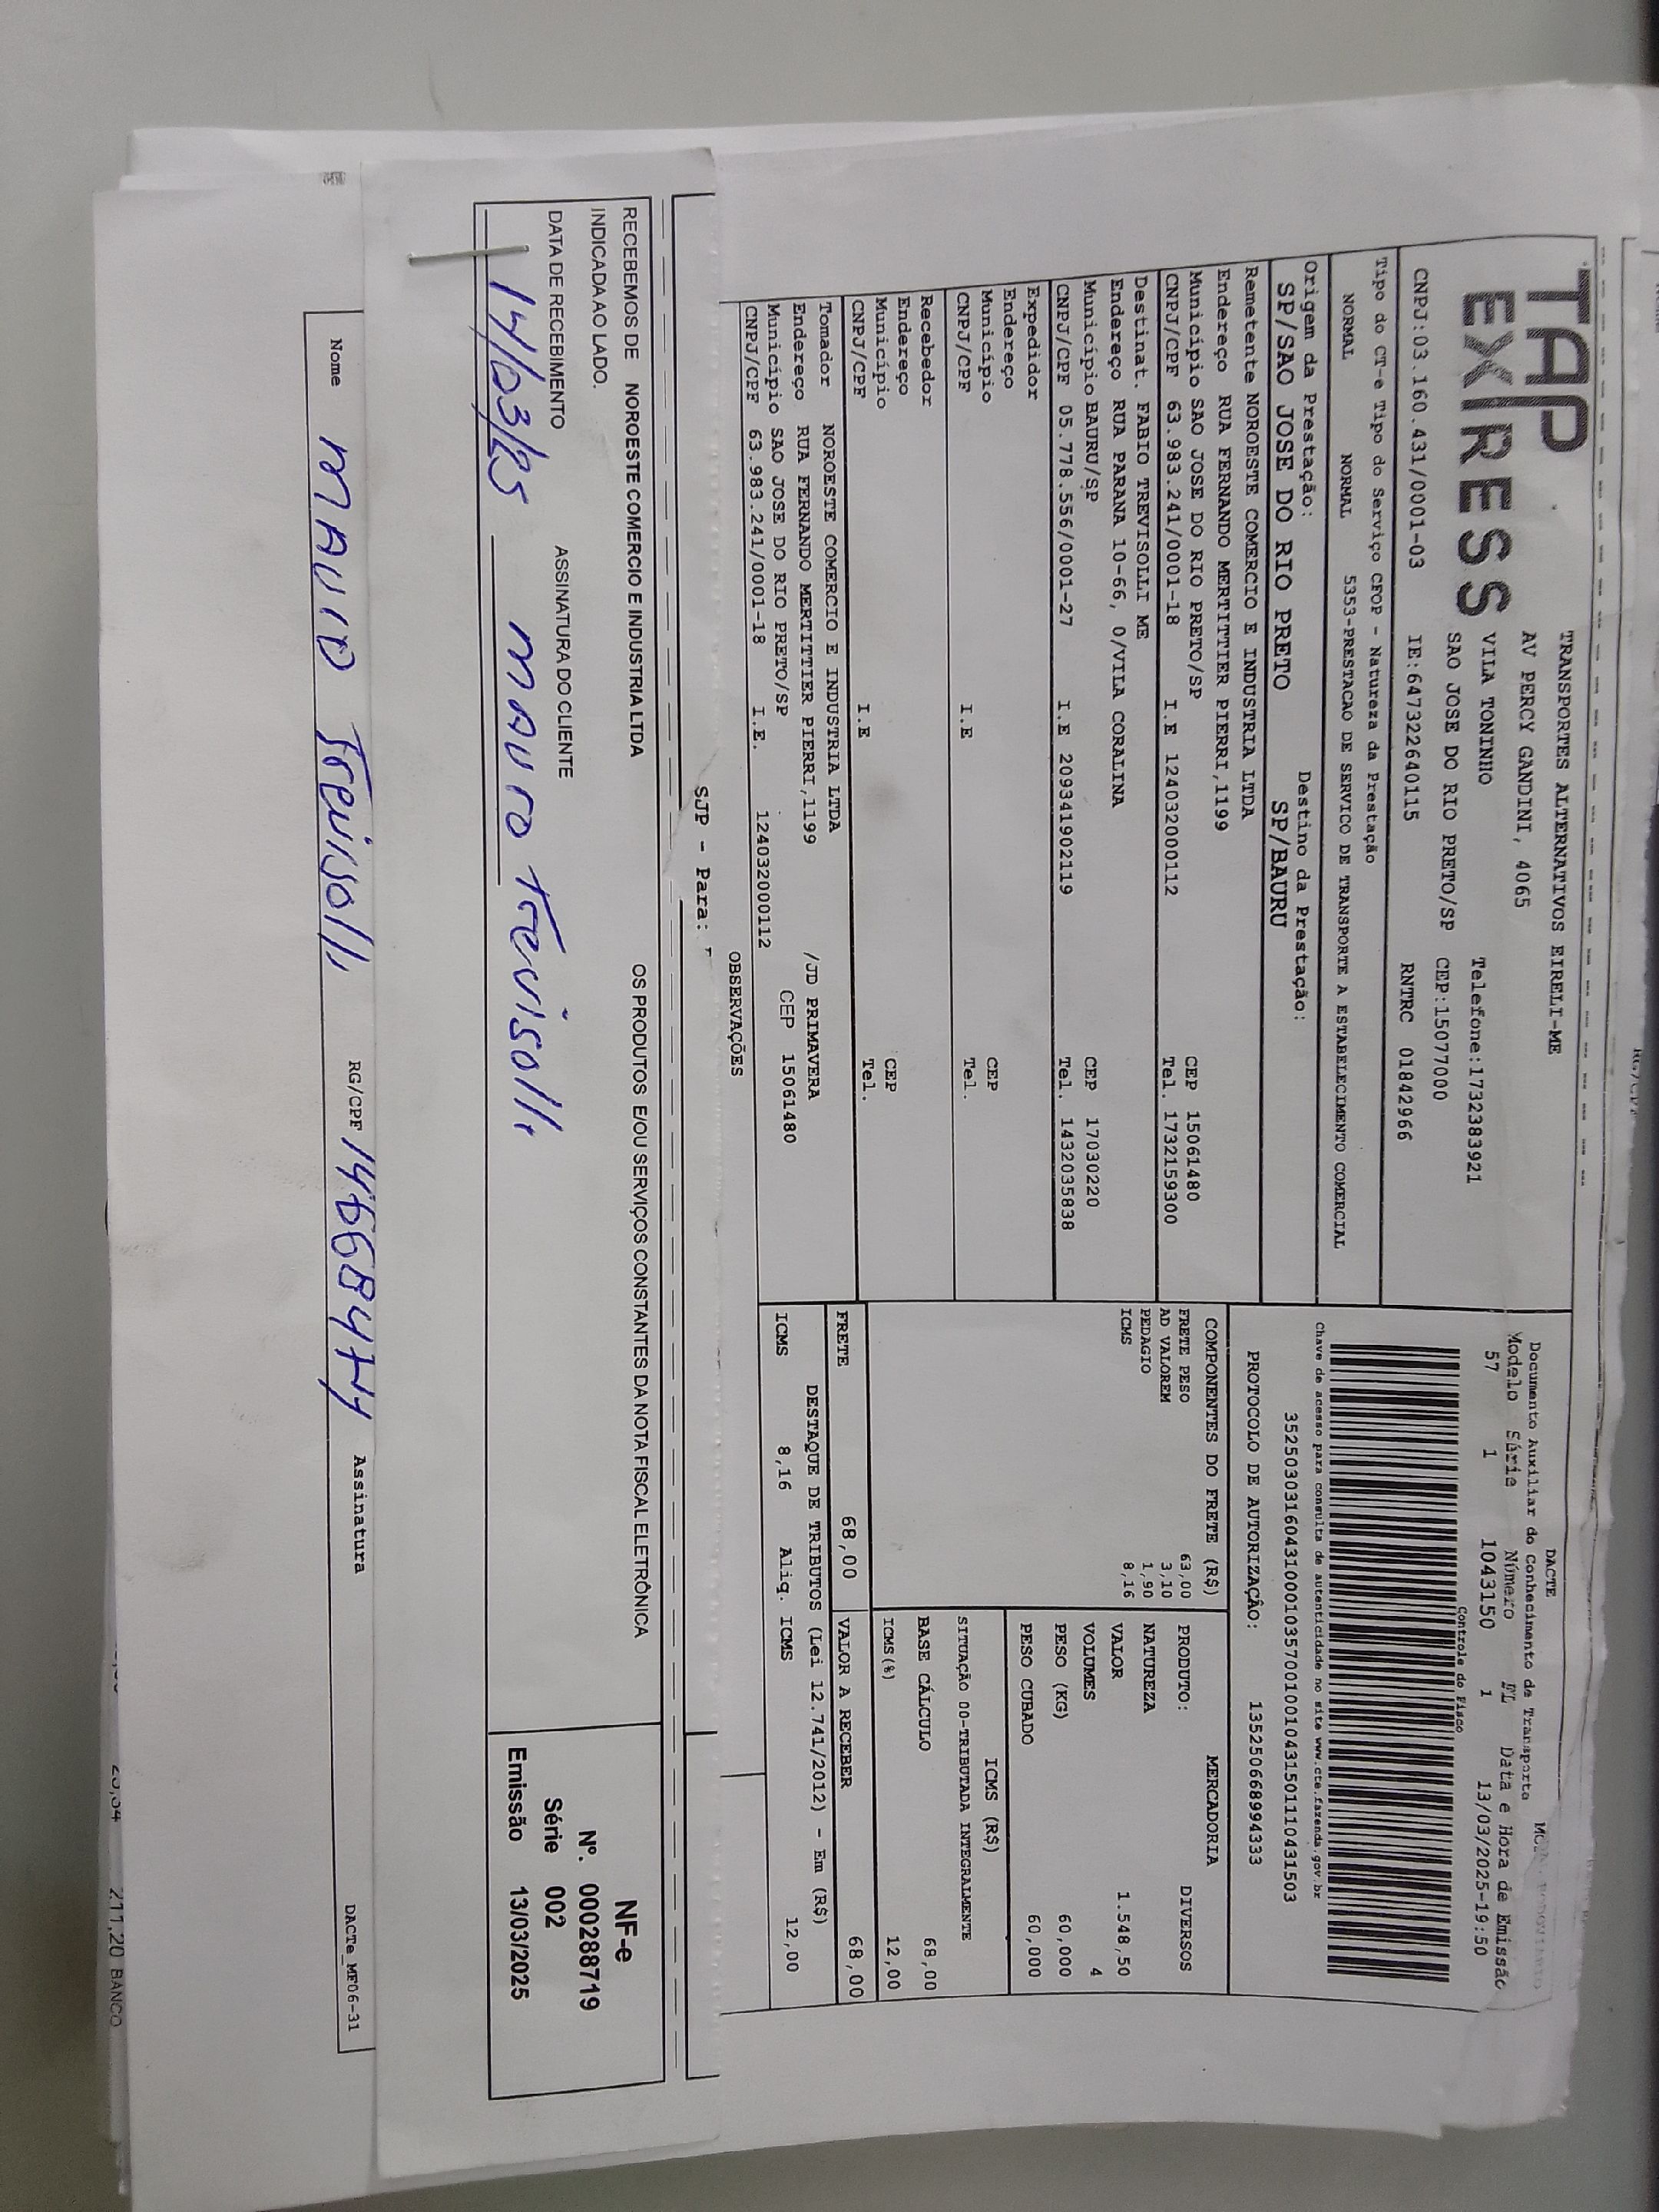 TAP EXPRESS
TRANSPORTES ALTERNATIVOS EIRELI-ME
AV PERCY GANDINI, 4065
VILA TONINHO Telefone:1732383921
SAO JOSE DO RIO PRETO/SP CEP:15077000
CNPJ:03.160.431/0001-03 IE:647322640115 RNTRC 01842966
DACTE
Documento Auxiliar do Conhecimento de Transporte
Modelo Série Número FL Data e Hora de Emissão
57 1 104315O 1 13/03/2025-19:50
Controle do Fisco
Tipo do CT-e Tipo do Serviço CFOP - Natureza da Prestação
NORMAL NORMAL 5353-PRESTACAO DE SERVICO DE TRANSPORTE A ESTABELECIMENTO COMERCIAL
Chave de acesso para consulta de autenticidade no site www.cte.fazenda.gov.br
Origem da Prestação: Destino da Prestação:
SP/SAO JOSE DO RIO PRETO SP/BAURU
PROTOCOLO DE AUTORIZAÇÃO: 135250668994333
Remetente NOROESTE COMERCIO E INDUSTRIA LTDA
Endereço RUA FERNANDO MERTITTIER PIERRI,1199
Município SAO JOSE DO RIO PRETO/SP CEP 15061480
CNPJ/CPF 63.983.241/0001-18 I.E 124032000112 Tel. 1732159300
Destinat. FABIO TREVISOLLI ME
Endereço RUA PARANA 10-66, 0/VILA CORALINA
Município BAURU/SP CEP 17030220
CNPJ/CPF 05.778.556/0001-27 I.E 209341902119 Tel. 1432035838
Expedidor
Endereço
Município CEP
CNPJ/CPF I.E Tel.
Recebedor
Endereço
Município CEP
CNPJ/CPF I.E Tel.
Tomador NOROESTE COMERCIO E INDUSTRIA LTDA
Endereço RUA FERNANDO MERTITTIER PIERRI,1199 /JD PRIMAVERA
Município SAO JOSE DO RIO PRETO/SP CEP 15061480
CNPJ/CPF 63.983.241/0001-18 I.E. 124032000112
COMPONENTES DO FRETE (R$)
FRETE PESO 63,00
AD VALOREM 3,10
PEDAGIO 1,90
ICMS 8,16
MERCADORIA
PRODUTO: DIVERSOS
NATUREZA
VALOR 1.548,50
VOLUMES 4
PESO (KG) 60,000
PESO CUBADO 60,000
ICMS (R$)
SITUAÇÃO 00-TRIBUTADA INTEGRALMENTE
BASE CÁLCULO 68,00
ICMS(%) 12,00
FRETE 68,00 VALOR A RECEBER 68,00
DESTAQUE DE TRIBUTOS (Lei 12.741/2012) - Em (R$)
ICMS 8,16 Aliq. ICMS 12,00
OBSERVAÇÕES
SJP - Para:
RECEBEMOS DE NOROESTE COMERCIO E INDUSTRIA LTDA OS PRODUTOS E/OU SERVIÇOS CONSTANTES DA NOTA FISCAL ELETRÔNICA
INDICADA AO LADO.
DATA DE RECEBIMENTO ASSINATURA DO CLIENTE
14/03/25 mauro Trevisolli
NF-e
Nº. 000288719
Série 002
Emissão 13/03/2025
Nome mauro Trevisolli RG/CPF Assinatura
DACTe_MF06-31
211,20 BANCO